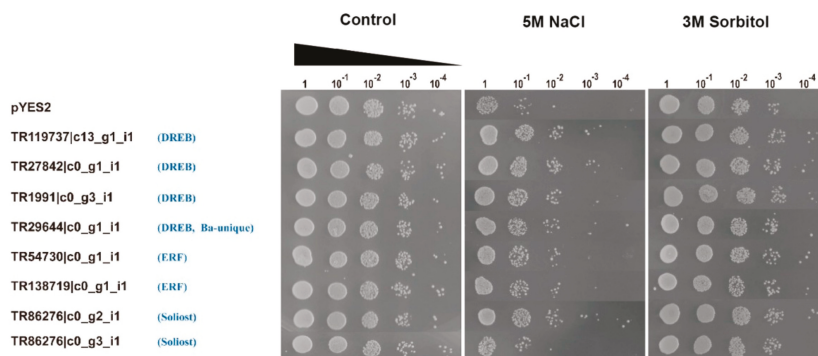 Control 5M NaCl 3M Sorbitol
1 10-1 10-2 10-3 10-4 1 10-1 10-2 10-3 10-4 1 10-1 10-2 10-3 10-4
pYES2
TR119737|c13_g1_i1 (DREB)
TR27842|c0_g1_i1 (DREB)
TR1991|c0_g3_i1 (DREB)
TR29644|c0_g1_i1 (DREB, Ba-unique)
TR54730|c0_g1_i1 (ERF)
TR138719|c0_g1_i1 (ERF)
TR86276|c0_g2_i1 (Soliost)
TR86276|c0_g3_i1 (Soliost)